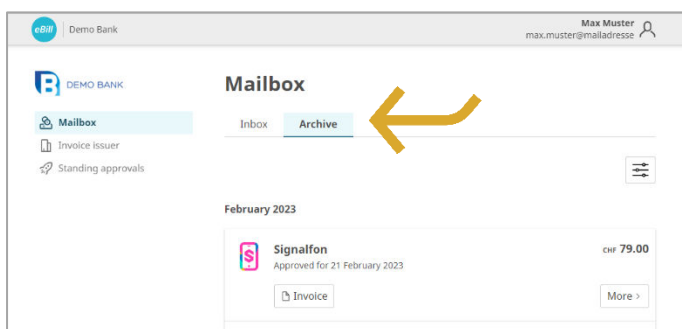 eBill Demo Bank
Max Muster
max.muster@mailadresse
DEMO BANK
Mailbox
Invoice issuer
Standing approvals
Mailbox
Inbox Archive
February 2023
Signalfon
CHF 79.00
Approved for 21 February 2023
Invoice
More >